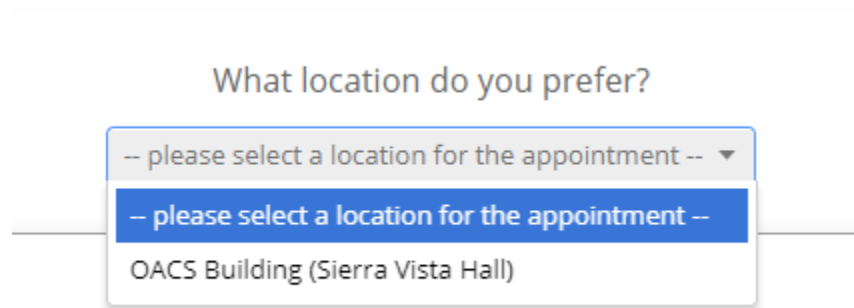 What location do you prefer?
-- please select a location for the appointment --
-- please select a location for the appointment --
OACS Building (Sierra Vista Hall)